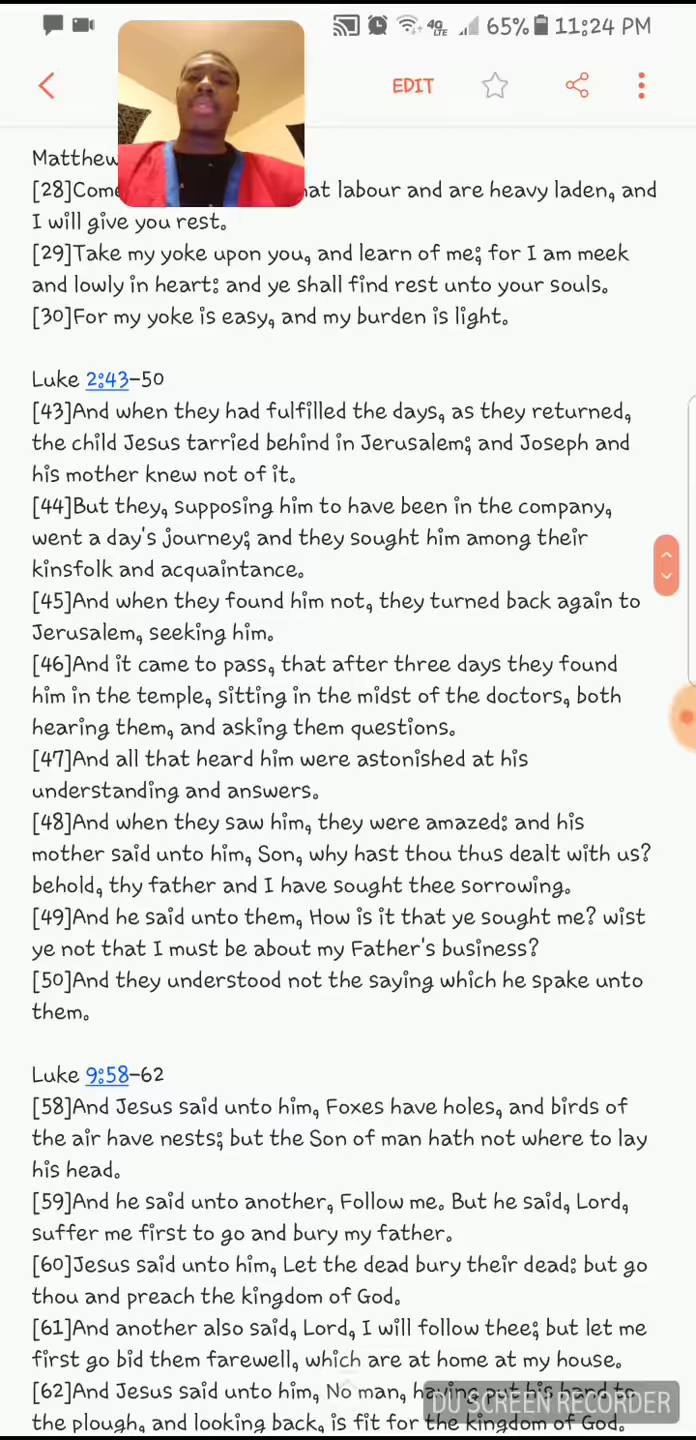 4G LTE 65% 11:24 PM
EDIT
Matthew
[28]Come at labour and are heavy laden, and
I will give you rest.
[29]Take my yoke upon you, and learn of me; for I am meek
and lowly in heart: and ye shall find rest unto your souls.
[30]For my yoke is easy, and my burden is light.
Luke 2:43-50
[43]And when they had fulfilled the days, as they returned,
the child Jesus tarried behind in Jerusalem; and Joseph and
his mother knew not of it.
[44]But they, supposing him to have been in the company,
went a day's journey; and they sought him among their
kinsfolk and acquaintance.
[45]And when they found him not, they turned back again to
Jerusalem, seeking him.
[46]And it came to pass, that after three days they found
him in the temple, sitting in the midst of the doctors, both
hearing them, and asking them questions.
[47]And all that heard him were astonished at his
understanding and answers.
[48]And when they saw him, they were amazed: and his
mother said unto him, Son, why hast thou thus dealt with us?
behold, thy father and I have sought thee sorrowing.
[49]And he said unto them, How is it that ye sought me? wist
ye not that I must be about my Father's business?
[50]And they understood not the saying which he spake unto
them.
Luke 9:58-62
[58]And Jesus said unto him, Foxes have holes, and birds of
the air have nests; but the Son of man hath not where to lay
his head.
[59]And he said unto another, Follow me. But he said, Lord,
suffer me first to go and bury my father.
[60]Jesus said unto him, Let the dead bury their dead: but go
thou and preach the kingdom of God.
[61]And another also said, Lord, I will follow thee; but let me
first go bid them farewell, which are at home at my house.
[62]And Jesus said unto him, No man, having put his hand to
the plough, and looking back, is fit for the kingdom of God.
DU SCREEN RECORDER